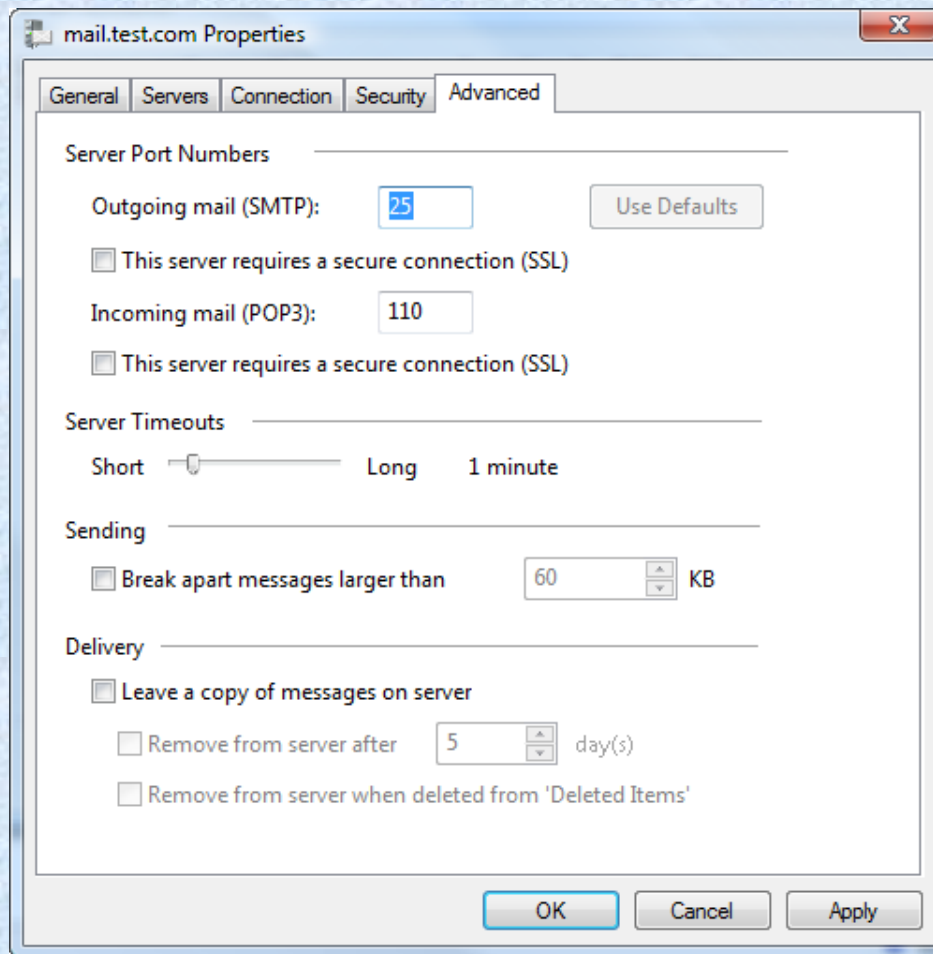 mail.test.com Properties
X
General Servers Connection Security Advanced
Server Port Numbers
Outgoing mail (SMTP): 25 Use Defaults
This server requires a secure connection (SSL)
Incoming mail (POP3): 110
This server requires a secure connection (SSL)
Server Timeouts
Short Long 1 minute
Sending
Break apart messages larger than 60 KB
Delivery
Leave a copy of messages on server
Remove from server after 5 day(s)
Remove from server when deleted from 'Deleted Items'
OK Cancel Apply